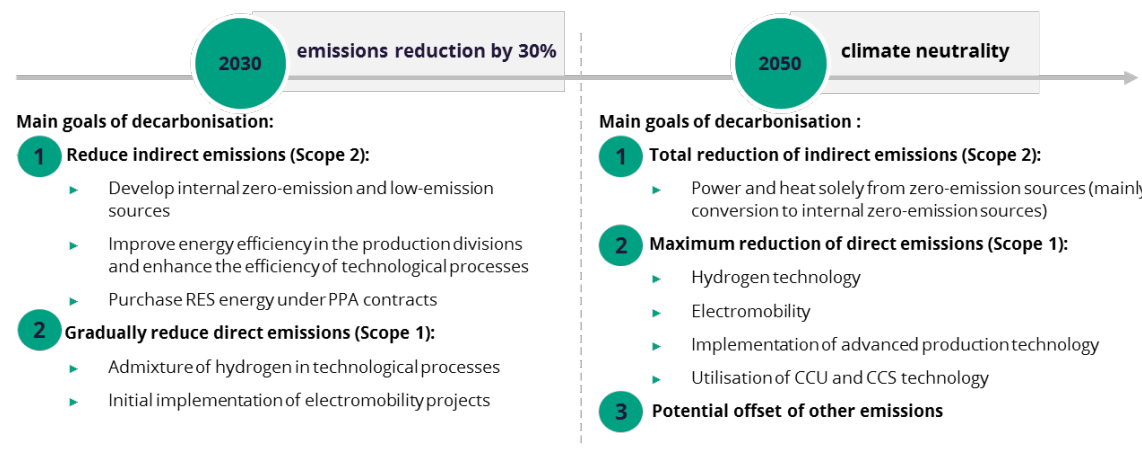 2030
emissions reduction by 30%
Main goals of decarbonisation:
1
Reduce indirect emissions (Scope 2):
Develop internal zero-emission and low-emission
sources
Improve energy efficiency in the production divisions
and enhance the efficiency of technological processes
Purchase RES energy under PPA contracts
2
Gradually reduce direct emissions (Scope 1):
Admixture of hydrogen in technological processes
Initial implementation of electromobility projects
2050
climate neutrality
Main goals of decarbonisation :
1
Total reduction of indirect emissions (Scope 2):
Power and heat solely from zero-emission sources (mainly
conversion to internal zero-emission sources)
2
Maximum reduction of direct emissions (Scope 1):
Hydrogen technology
Electromobility
Implementation of advanced production technology
Utilisation of CCU and CCS technology
3
Potential offset of other emissions